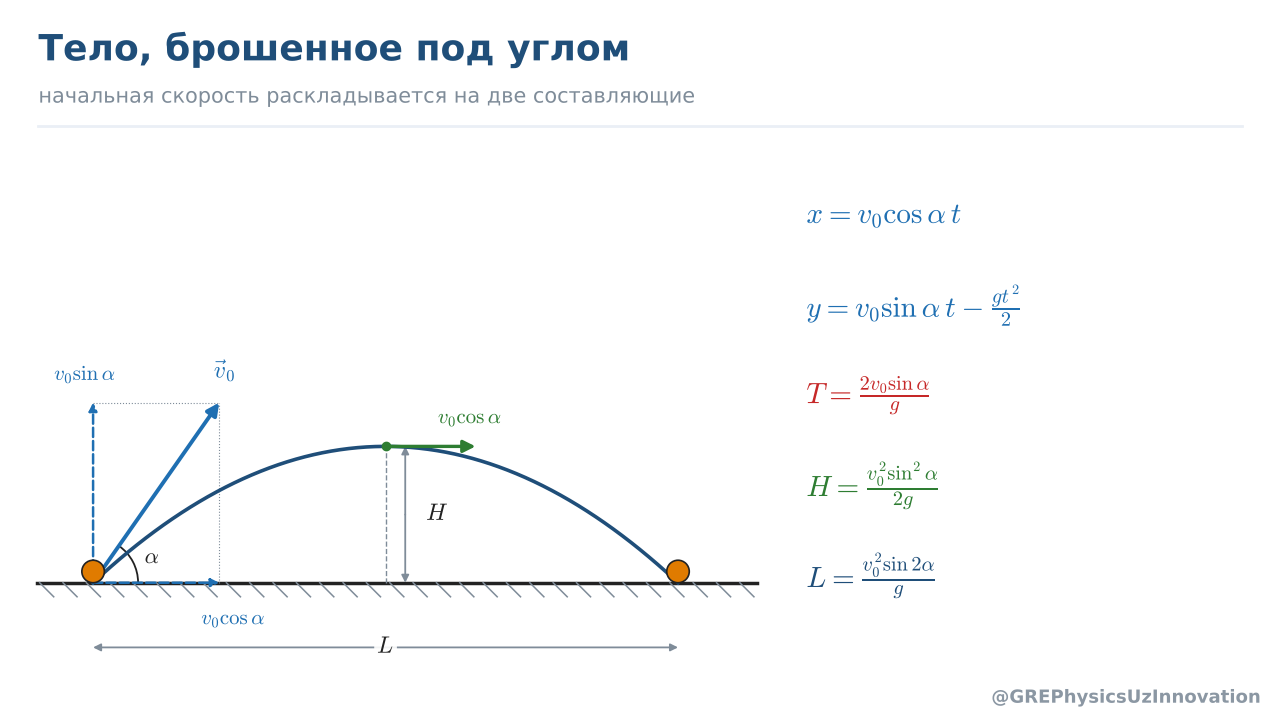 Тело, брошенное под углом
начальная скорость раскладывается на две составляющие
x = v₀cos α t
y = v₀sin α t − gt²/2
T = 2v₀sin α/g
H = v₀²sin² α/2g
L = v₀²sin 2α/g
v₀sin α
v⃗₀
v₀cos α
H
α
v₀cos α
L
@GREPhysicsUzInnovation